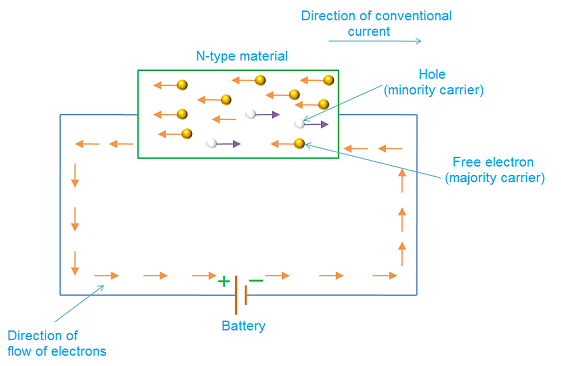 Direction of conventional
current
N-type material
Hole
(minority carrier)
Free electron
(majority carrier)
+ −
Battery
Direction of
flow of electrons